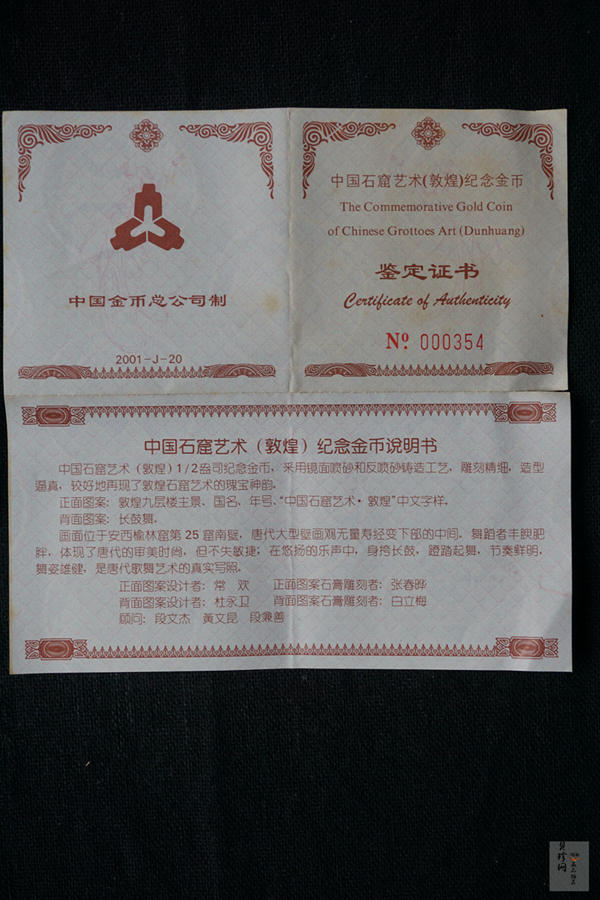 中国金币总公司制
2001-J-20
中国石窟艺术(敦煌)纪念金币
The Commemorative Gold Coin
of Chinese Grottoes Art (Dunhuang)
鉴定证书
Certificate of Authenticity
Nº 000354
中国石窟艺术（敦煌）纪念金币说明书
中国石窟艺术（敦煌）1/2盎司纪念金币，采用镜面喷砂和反喷砂铸造工艺，雕刻精细，造型
逼真，较好地再现了敦煌石窟艺术的瑰宝神韵。
正面图案：敦煌九层楼主景、国名、年号、“中国石窟艺术·敦煌”中文字样。
背面图案：长鼓舞。
画面位于安西榆林窟第25窟南壁，唐代大型壁画观无量寿经变下部的中间，舞蹈者丰腴肥
胖，体现了唐代的审美时尚，但不失敏捷；在悠扬的乐声中，身挎长鼓，蹬踏起舞，节奏鲜明，
舞姿雄健，是唐代歌舞艺术的真实写照。
正面图案设计者：常 欢 正面图案石膏雕刻者：张春晔
背面图案设计者：杜永卫 背面图案石膏雕刻者：白立梅
顾问：段文杰 黄文昆 段兼善